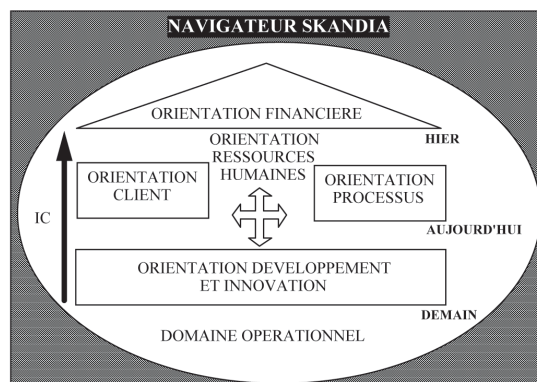 NAVIGATEUR SKANDIA
ORIENTATION FINANCIERE
HIER
ORIENTATION
RESSOURCES
HUMAINES
ORIENTATION
CLIENT
ORIENTATION
PROCESSUS
IC
AUJOURD'HUI
ORIENTATION DEVELOPPEMENT
ET INNOVATION
DEMAIN
DOMAINE OPERATIONNEL